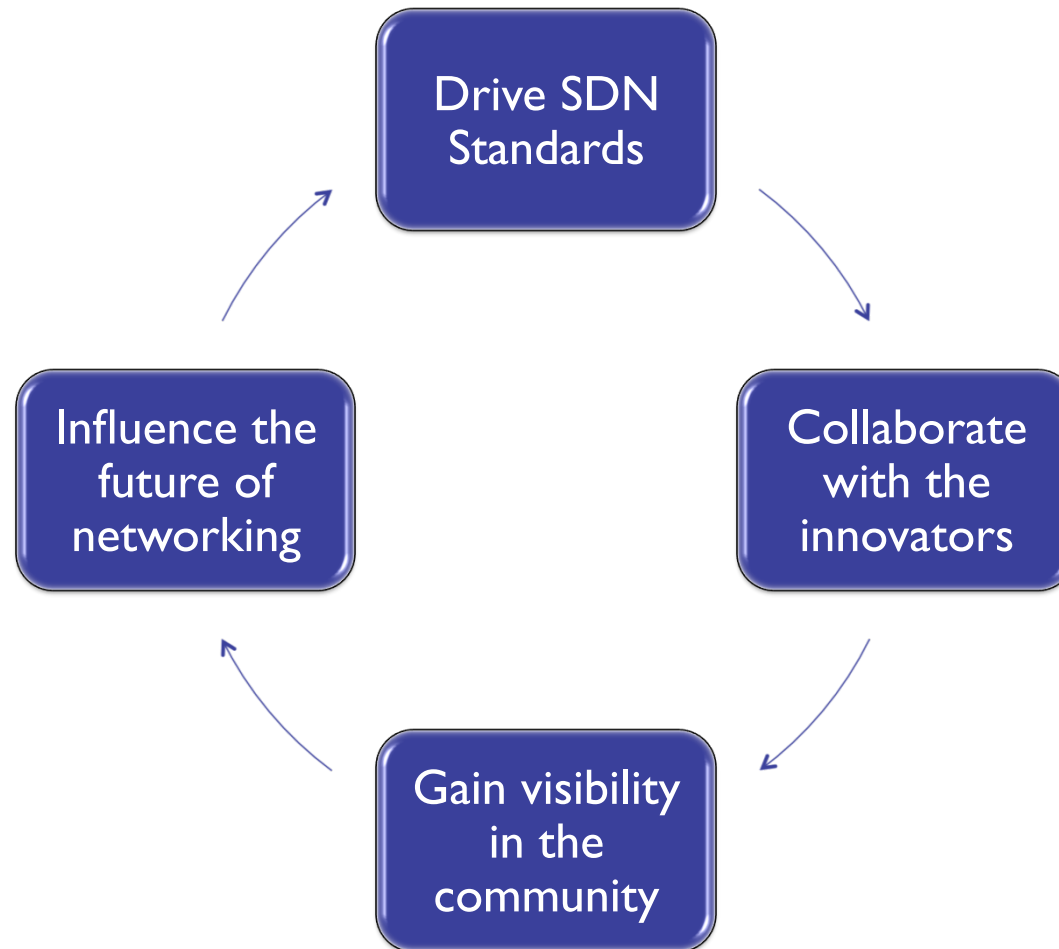 Drive SDN
Standards
Influence the
future of
networking
Collaborate
with the
innovators
Gain visibility
in the
community